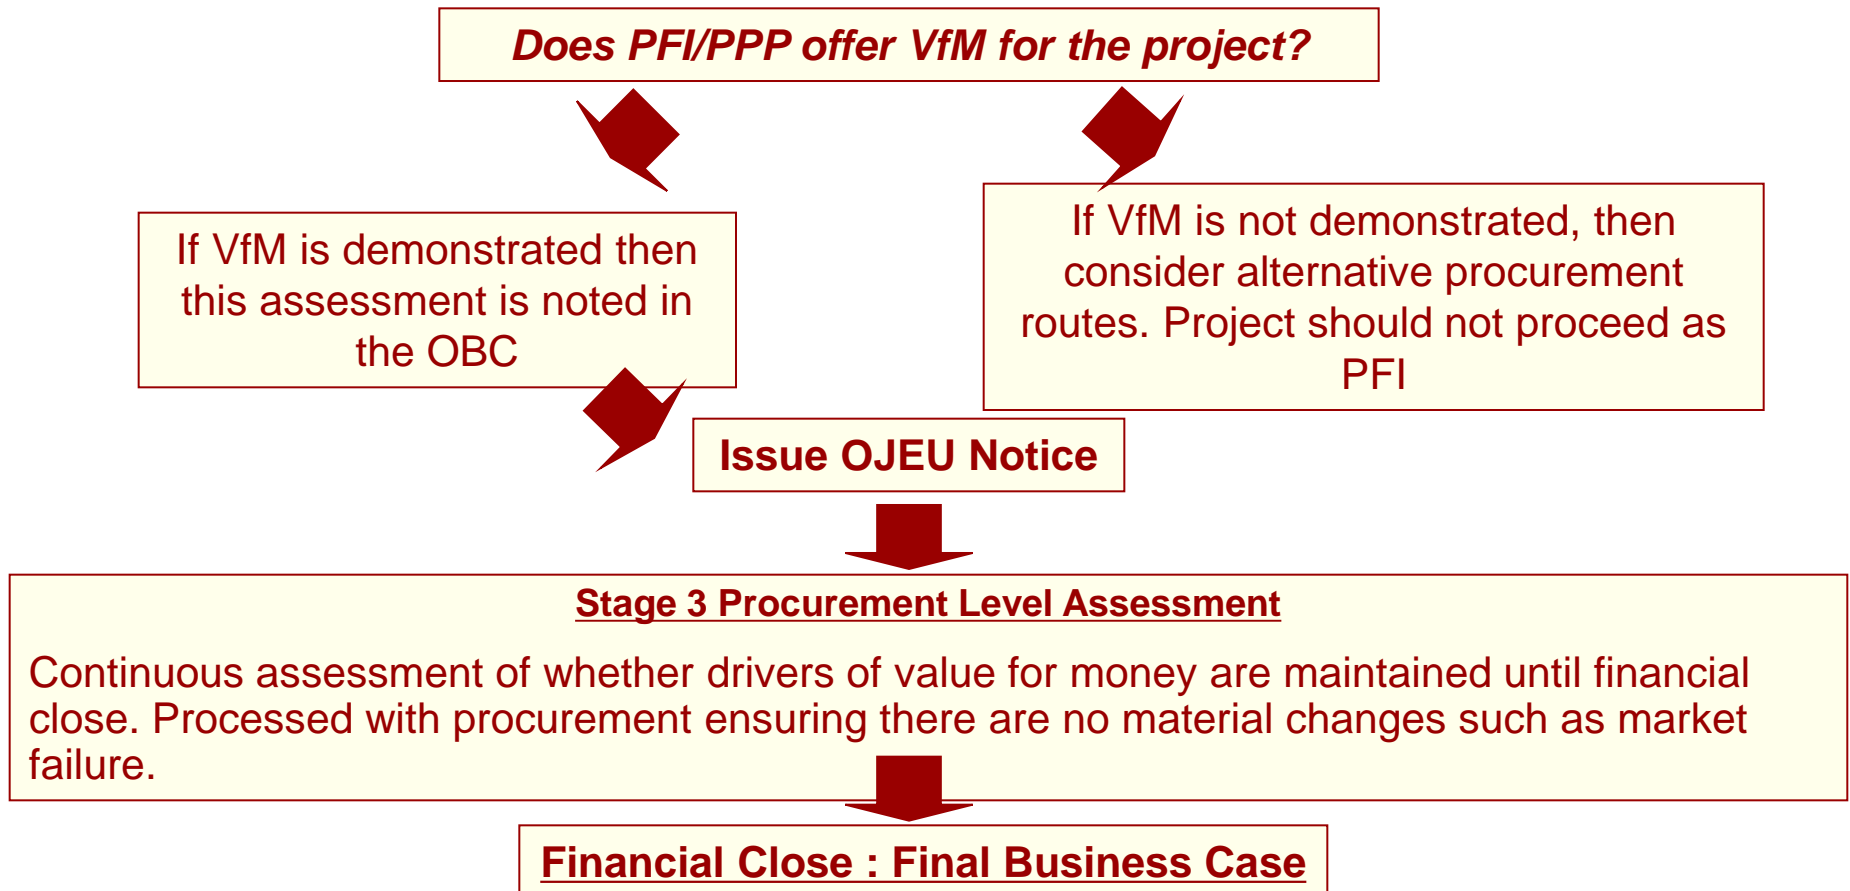 Does PFI/PPP offer VfM for the project?
If VfM is demonstrated then
this assessment is noted in
the OBC
If VfM is not demonstrated, then
consider alternative procurement
routes. Project should not proceed as
PFI
Issue OJEU Notice
Stage 3 Procurement Level Assessment
Continuous assessment of whether drivers of value for money are maintained until financial
close. Processed with procurement ensuring there are no material changes such as market
failure.
Financial Close : Final Business Case